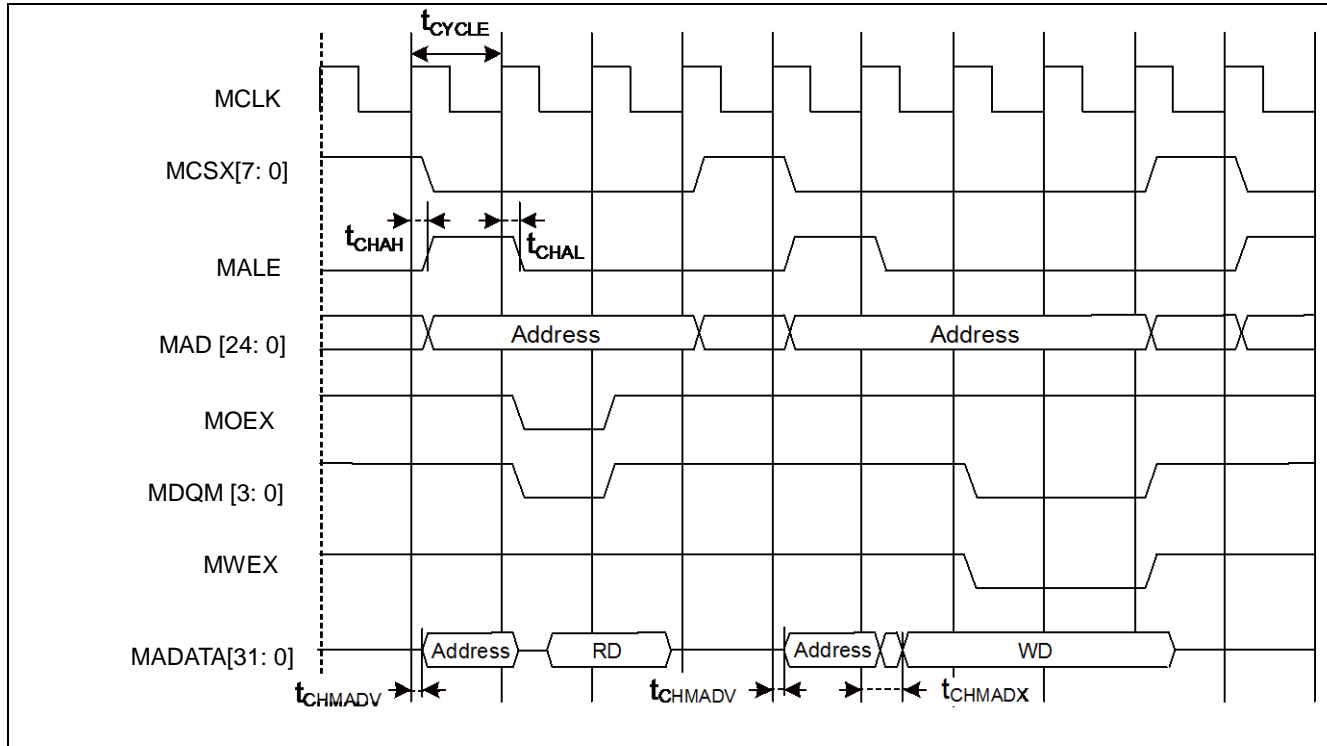 tCYCLE
MCLK
MCSX[7: 0]
tCHAH
tCHAL
MALE
MAD [24: 0]
Address
Address
MOEX
MDQM [3: 0]
MWEX
MADATA[31: 0]
Address
RD
Address
WD
tCHMADV
tCHMADV
tCHMADX